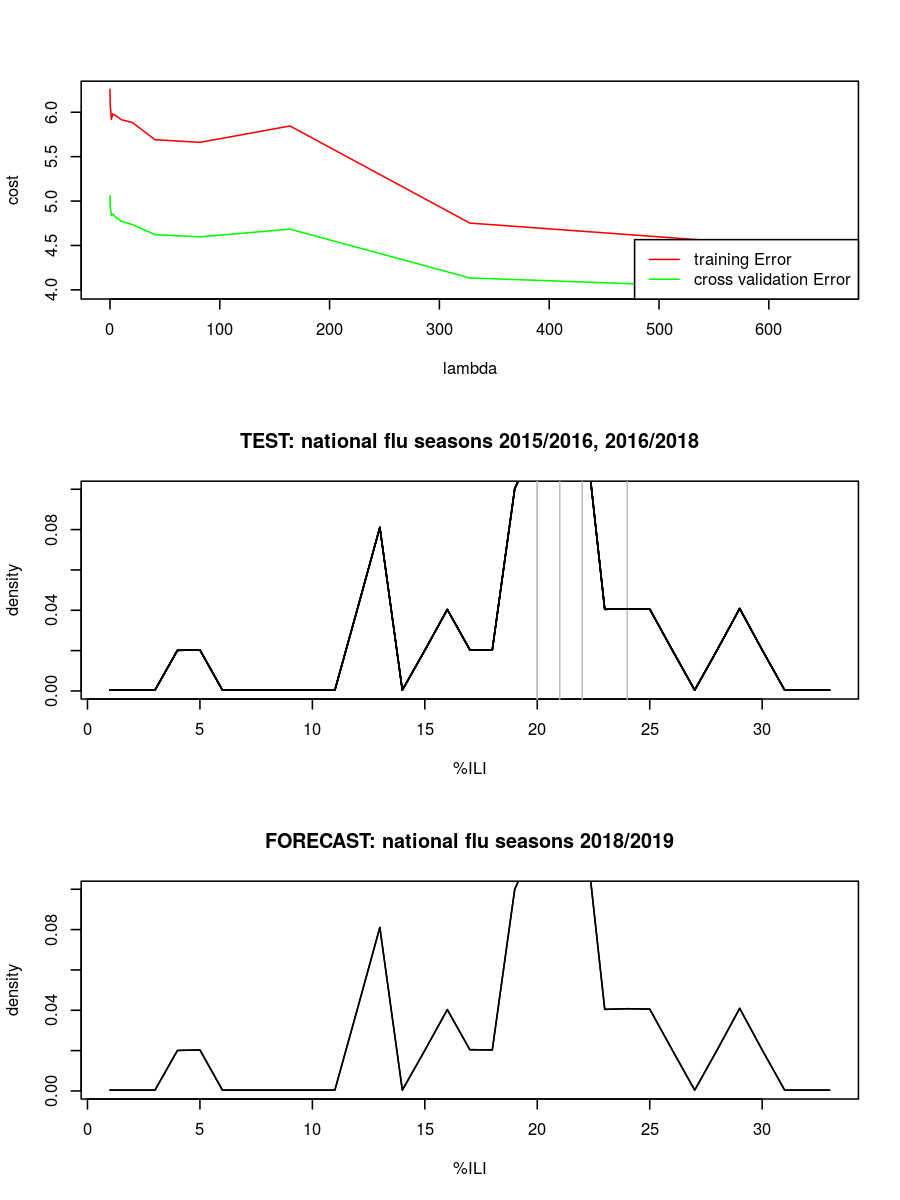 6.0
5.5
5.0
4.5
4.0
cost
training Error
cross validation Error
0 100 200 300 400 500 600
lambda
TEST: national flu seasons 2015/2016, 2016/2018
0.08
0.04
0.00
density
0 5 10 15 20 25 30
%ILI
FORECAST: national flu seasons 2018/2019
0.08
0.04
0.00
density
0 5 10 15 20 25 30
%ILI